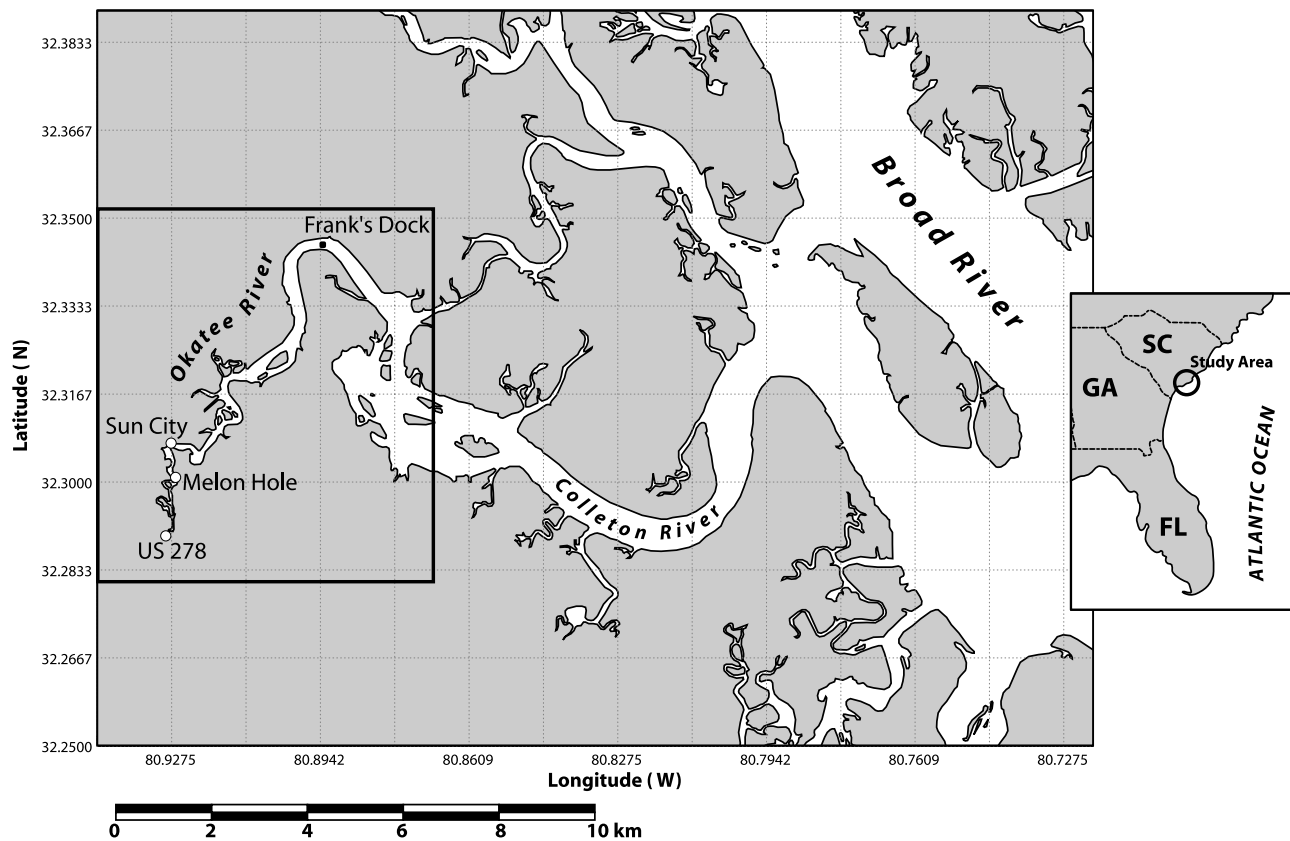 32.3833
32.3667
32.3500
32.3333
32.3167
32.3000
32.2833
32.2667
32.2500
Latitude ( N)
80.9275
80.8942
80.8609
80.8275
80.7942
80.7609
80.7275
Longitude ( W)
Frank's Dock
Okatee River
Sun City
Melon Hole
US 278
Colleton River
Broad River
SC
Study Area
GA
FL
ATLANTIC OCEAN
0 2 4 6 8 10 km